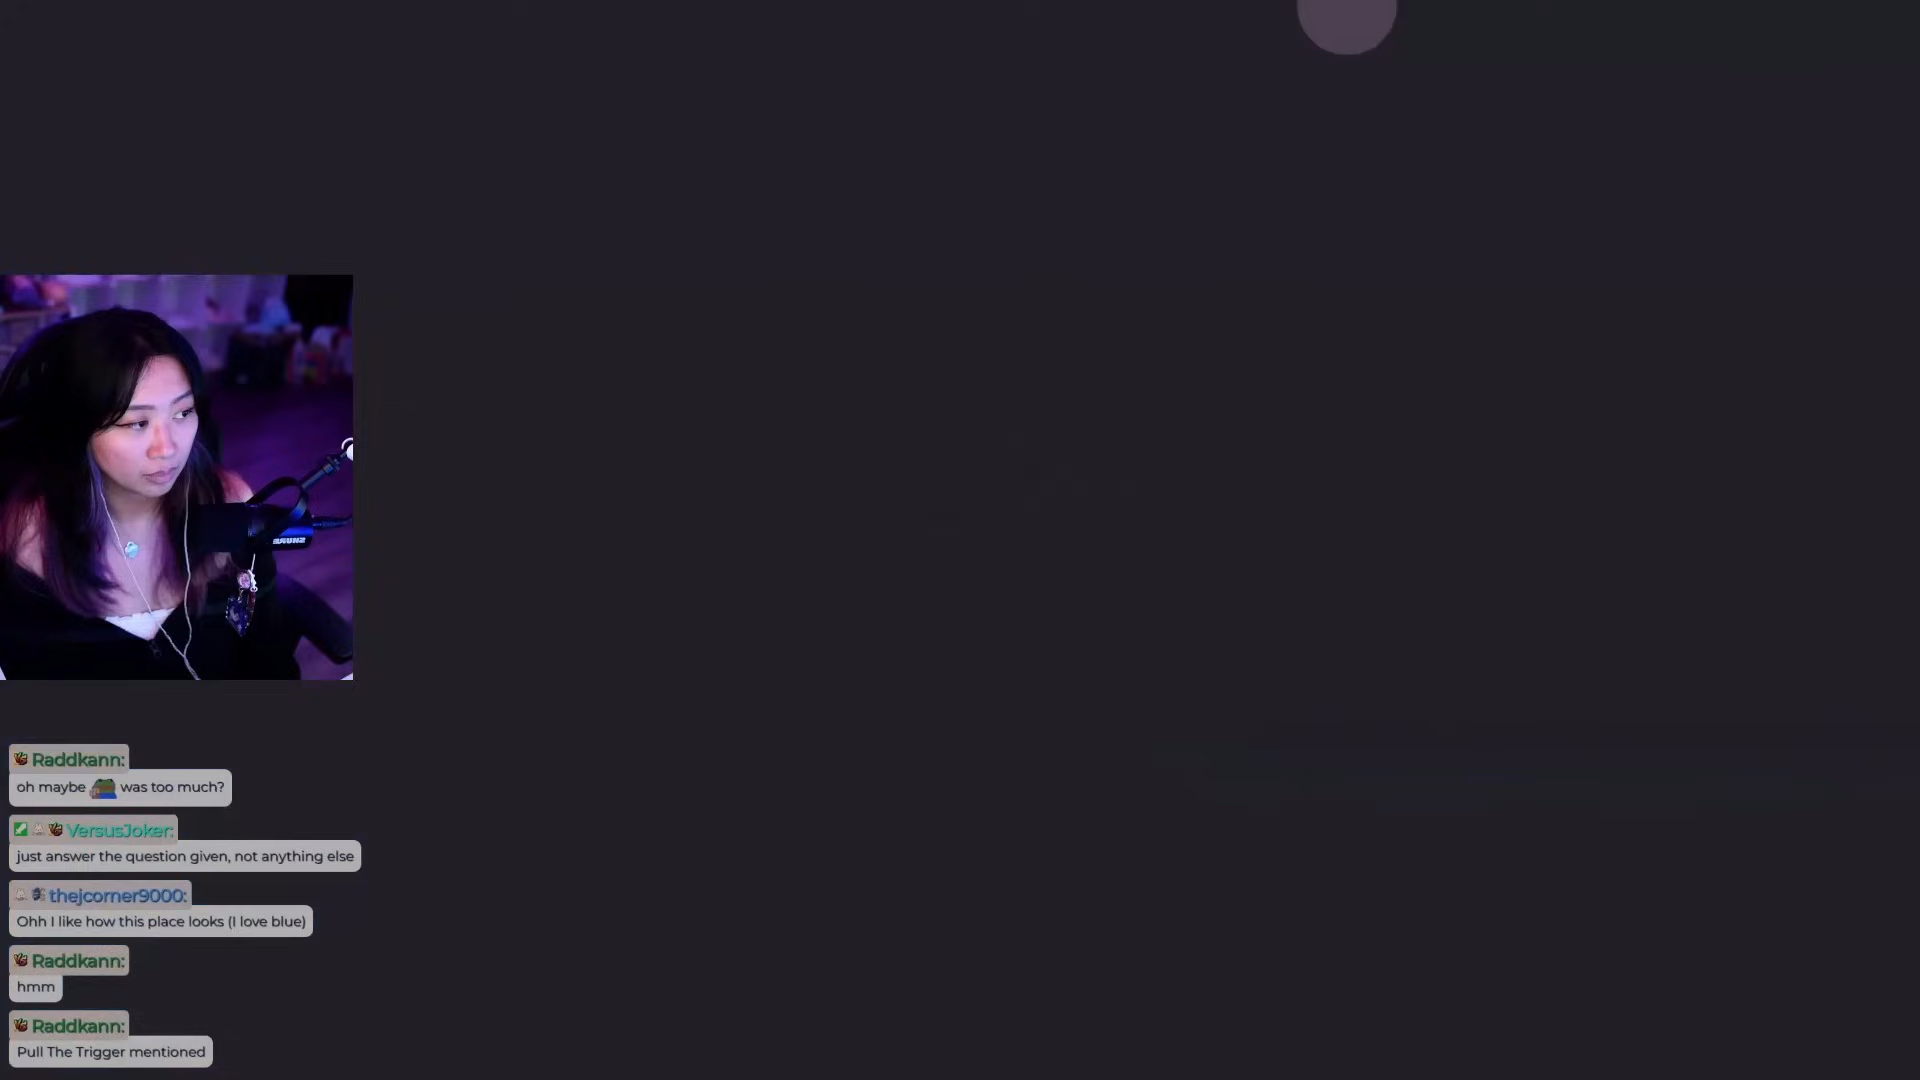 Raddkann:
oh maybe was too much?
VersusJoker:
just answer the question given, not anything else
thejcorner9000:
Ohh I like how this place looks (I love blue)
Raddkann:
hmm
Raddkann:
Pull The Trigger mentioned
SHURE